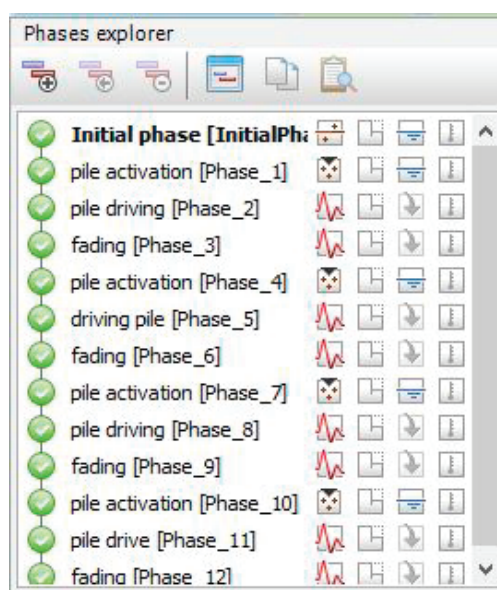 Phases explorer
Initial phase [InitialPha
pile activation [Phase_1]
pile driving [Phase_2]
fading [Phase_3]
pile activation [Phase_4]
driving pile [Phase_5]
fading [Phase_6]
pile activation [Phase_7]
pile driving [Phase_8]
fading [Phase_9]
pile activation [Phase_10]
pile drive [Phase_11]
fading [Phase_12]